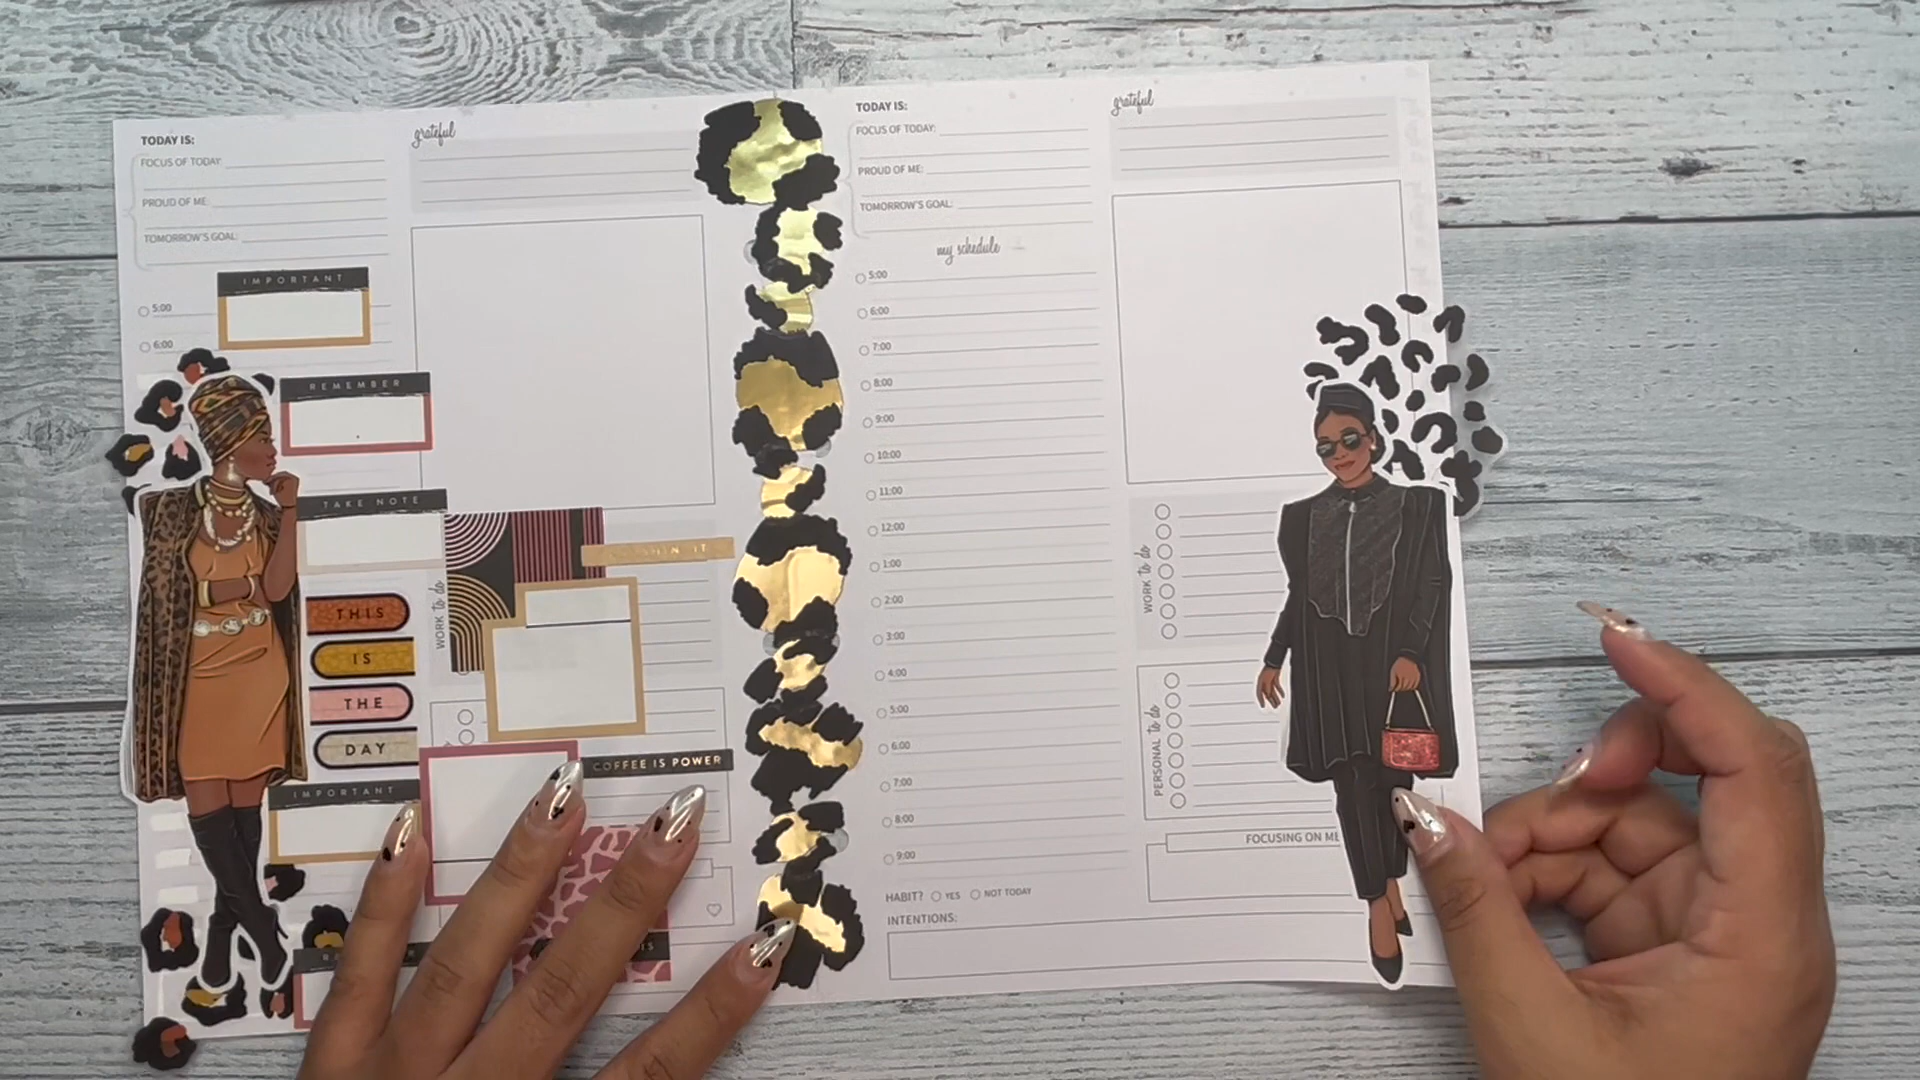 TODAY IS:
FOCUS OF TODAY:
PROUD OF ME:
TOMORROW'S GOAL:
grateful
IMPORTANT
5:00
6:00
REMEMBER
TAKE NOTE
THIS
IS
THE
DAY
IMPORTANT
WORK to do
COFFEE IS POWER
TODAY IS:
FOCUS OF TODAY:
PROUD OF ME:
TOMORROW'S GOAL:
my schedule
5:00
6:00
7:00
8:00
9:00
10:00
11:00
12:00
1:00
2:00
3:00
4:00
5:00
6:00
7:00
8:00
9:00
HABIT? YES NOT TODAY
INTENTIONS:
grateful
WORK to do
PERSONAL to do
FOCUSING ON ME